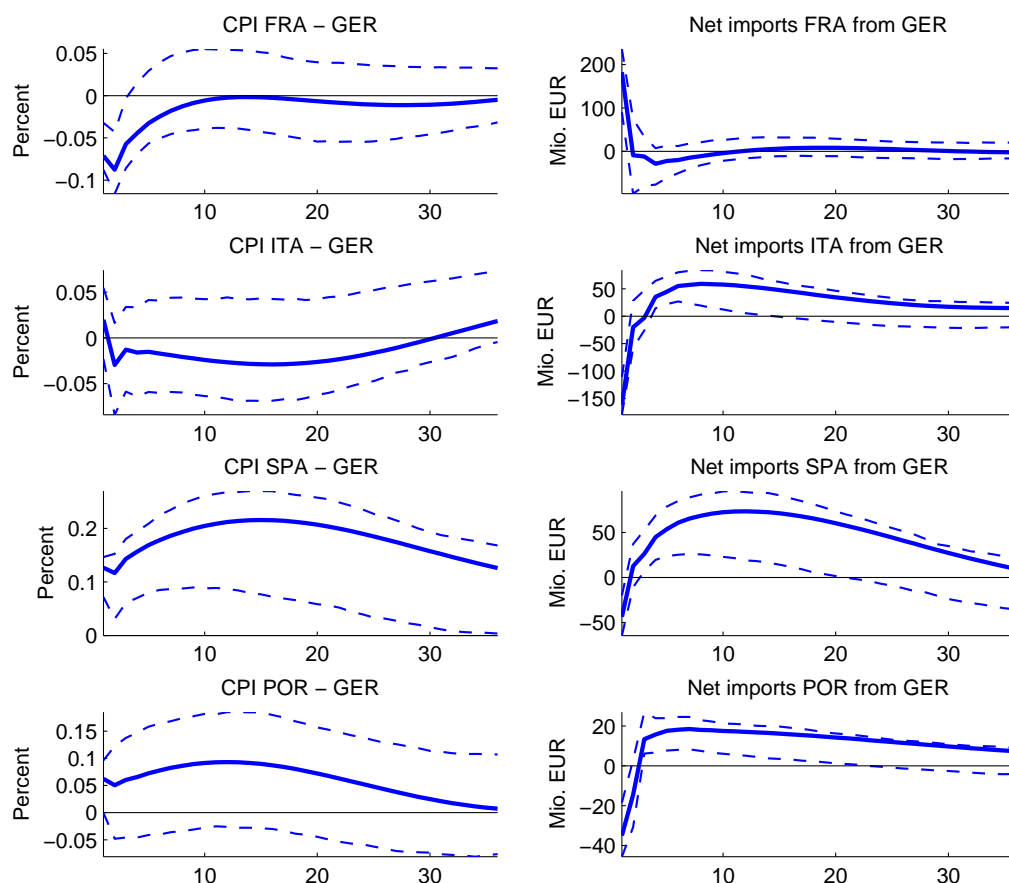 CPI FRA − GER
Percent
0.05
0
−0.05
−0.1
10 20 30
Net imports FRA from GER
Mio. EUR
200
100
0
10 20 30
CPI ITA − GER
Percent
0.05
0
−0.05
10 20 30
Net imports ITA from GER
Mio. EUR
50
0
−50
−100
−150
10 20 30
CPI SPA − GER
Percent
0.2
0.1
0
10 20 30
Net imports SPA from GER
Mio. EUR
50
0
−50
10 20 30
CPI POR − GER
Percent
0.15
0.1
0.05
0
−0.05
10 20 30
Net imports POR from GER
Mio. EUR
20
0
−20
−40
10 20 30